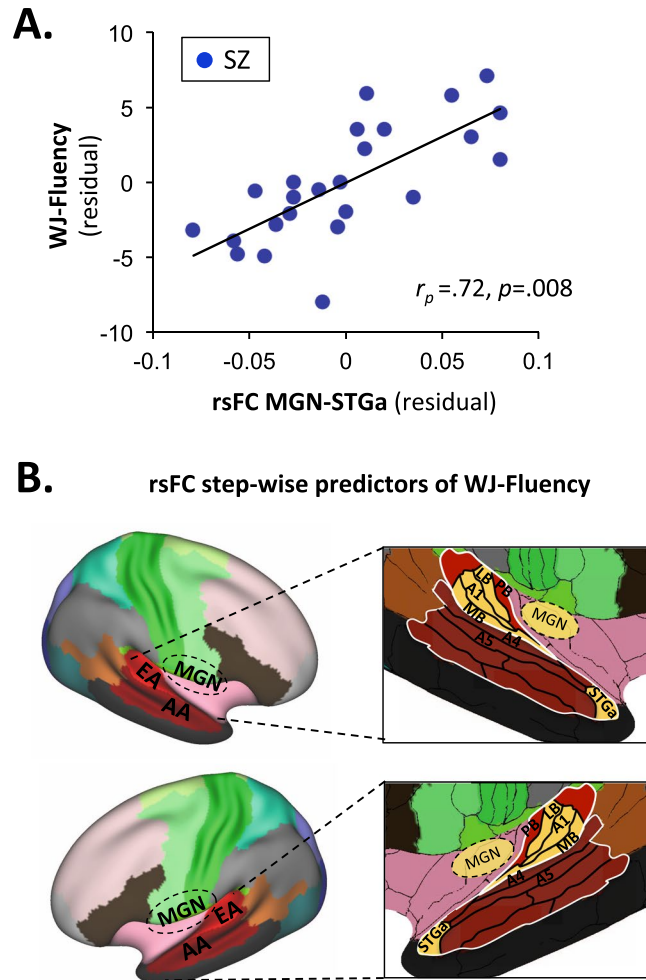 A.
10
5
0
-5
-10
WJ-Fluency
(residual)
SZ
r_p =.72, p=.008
-0.1
-0.05
0
0.05
0.1
rsFC MGN-STGa (residual)
B.
rsFC step-wise predictors of WJ-Fluency
EA
MGN
AA
LB
PB
A1
MB
A4
A5
MGN
STGa
MGN
EA
AA
PB
LB
A1
MB
MGN
A4
A5
STGa